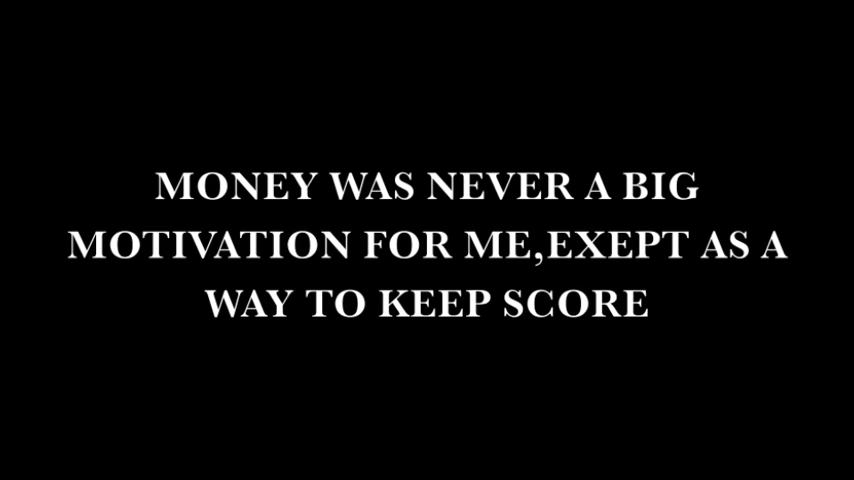 MONEY WAS NEVER A BIG
MOTIVATION FOR ME,EXEPT AS A
WAY TO KEEP SCORE